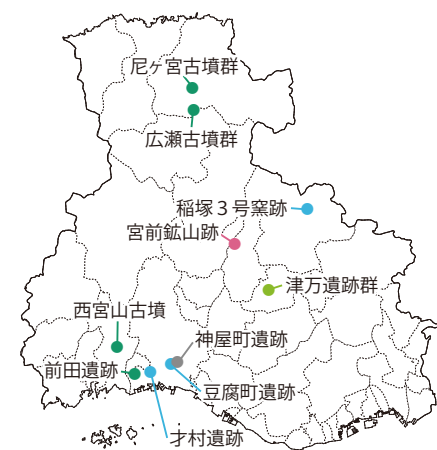 尼ヶ宮古墳群
広瀬古墳群
稲塚３号窯跡
宮前鉱山跡
津万遺跡群
西宮山古墳
神屋町遺跡
前田遺跡
豆腐町遺跡
才村遺跡